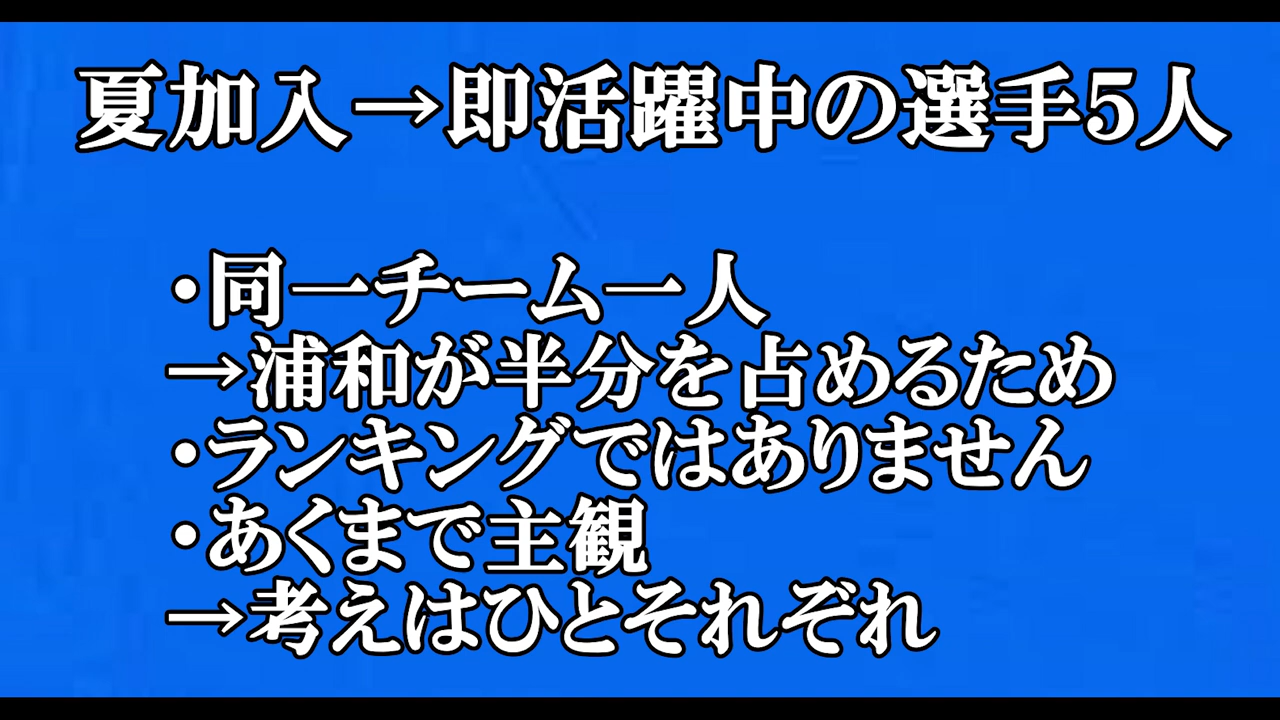 夏加入→即活躍中の選手5人
・同一チーム一人
→浦和が半分を占めるため
・ランキングではありません
・あくまで主観
→考えはひとそれぞれ